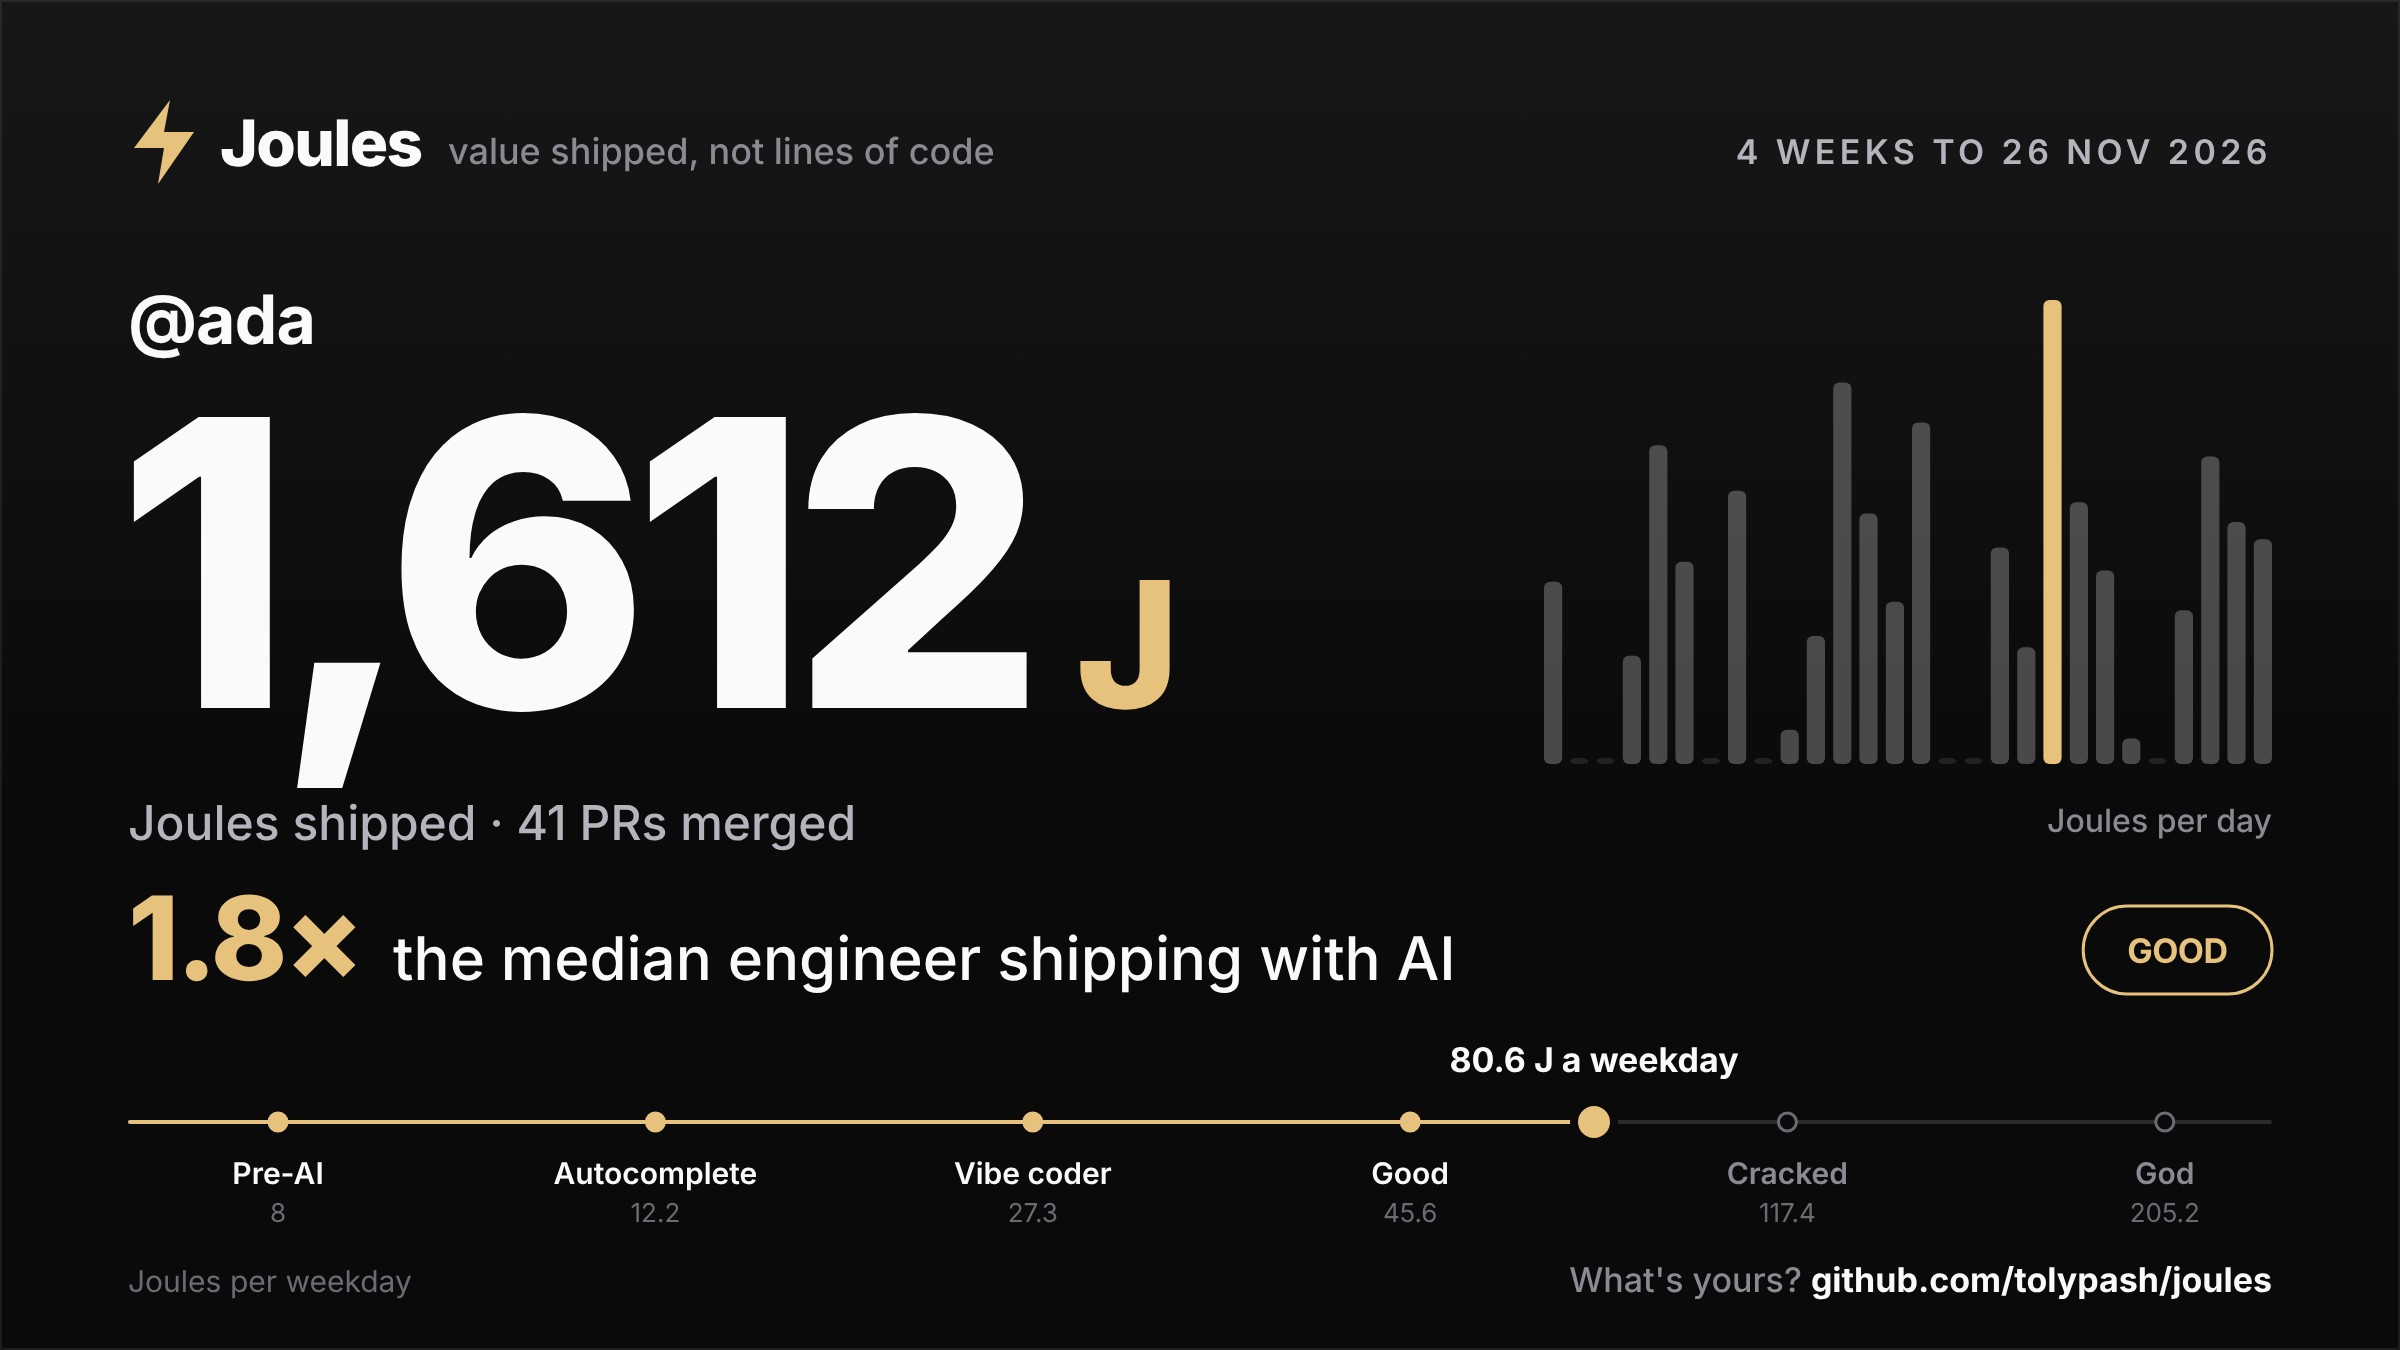 Joules value shipped, not lines of code
4 WEEKS TO 26 NOV 2026
@ada
1,612 J
Joules shipped · 41 PRs merged
Joules per day
1.8× the median engineer shipping with AI
GOOD
80.6 J a weekday
Pre-AI Autocomplete Vibe coder Good Cracked God
8 12.2 27.3 45.6 117.4 205.2
Joules per weekday
What's yours? github.com/tolypash/joules